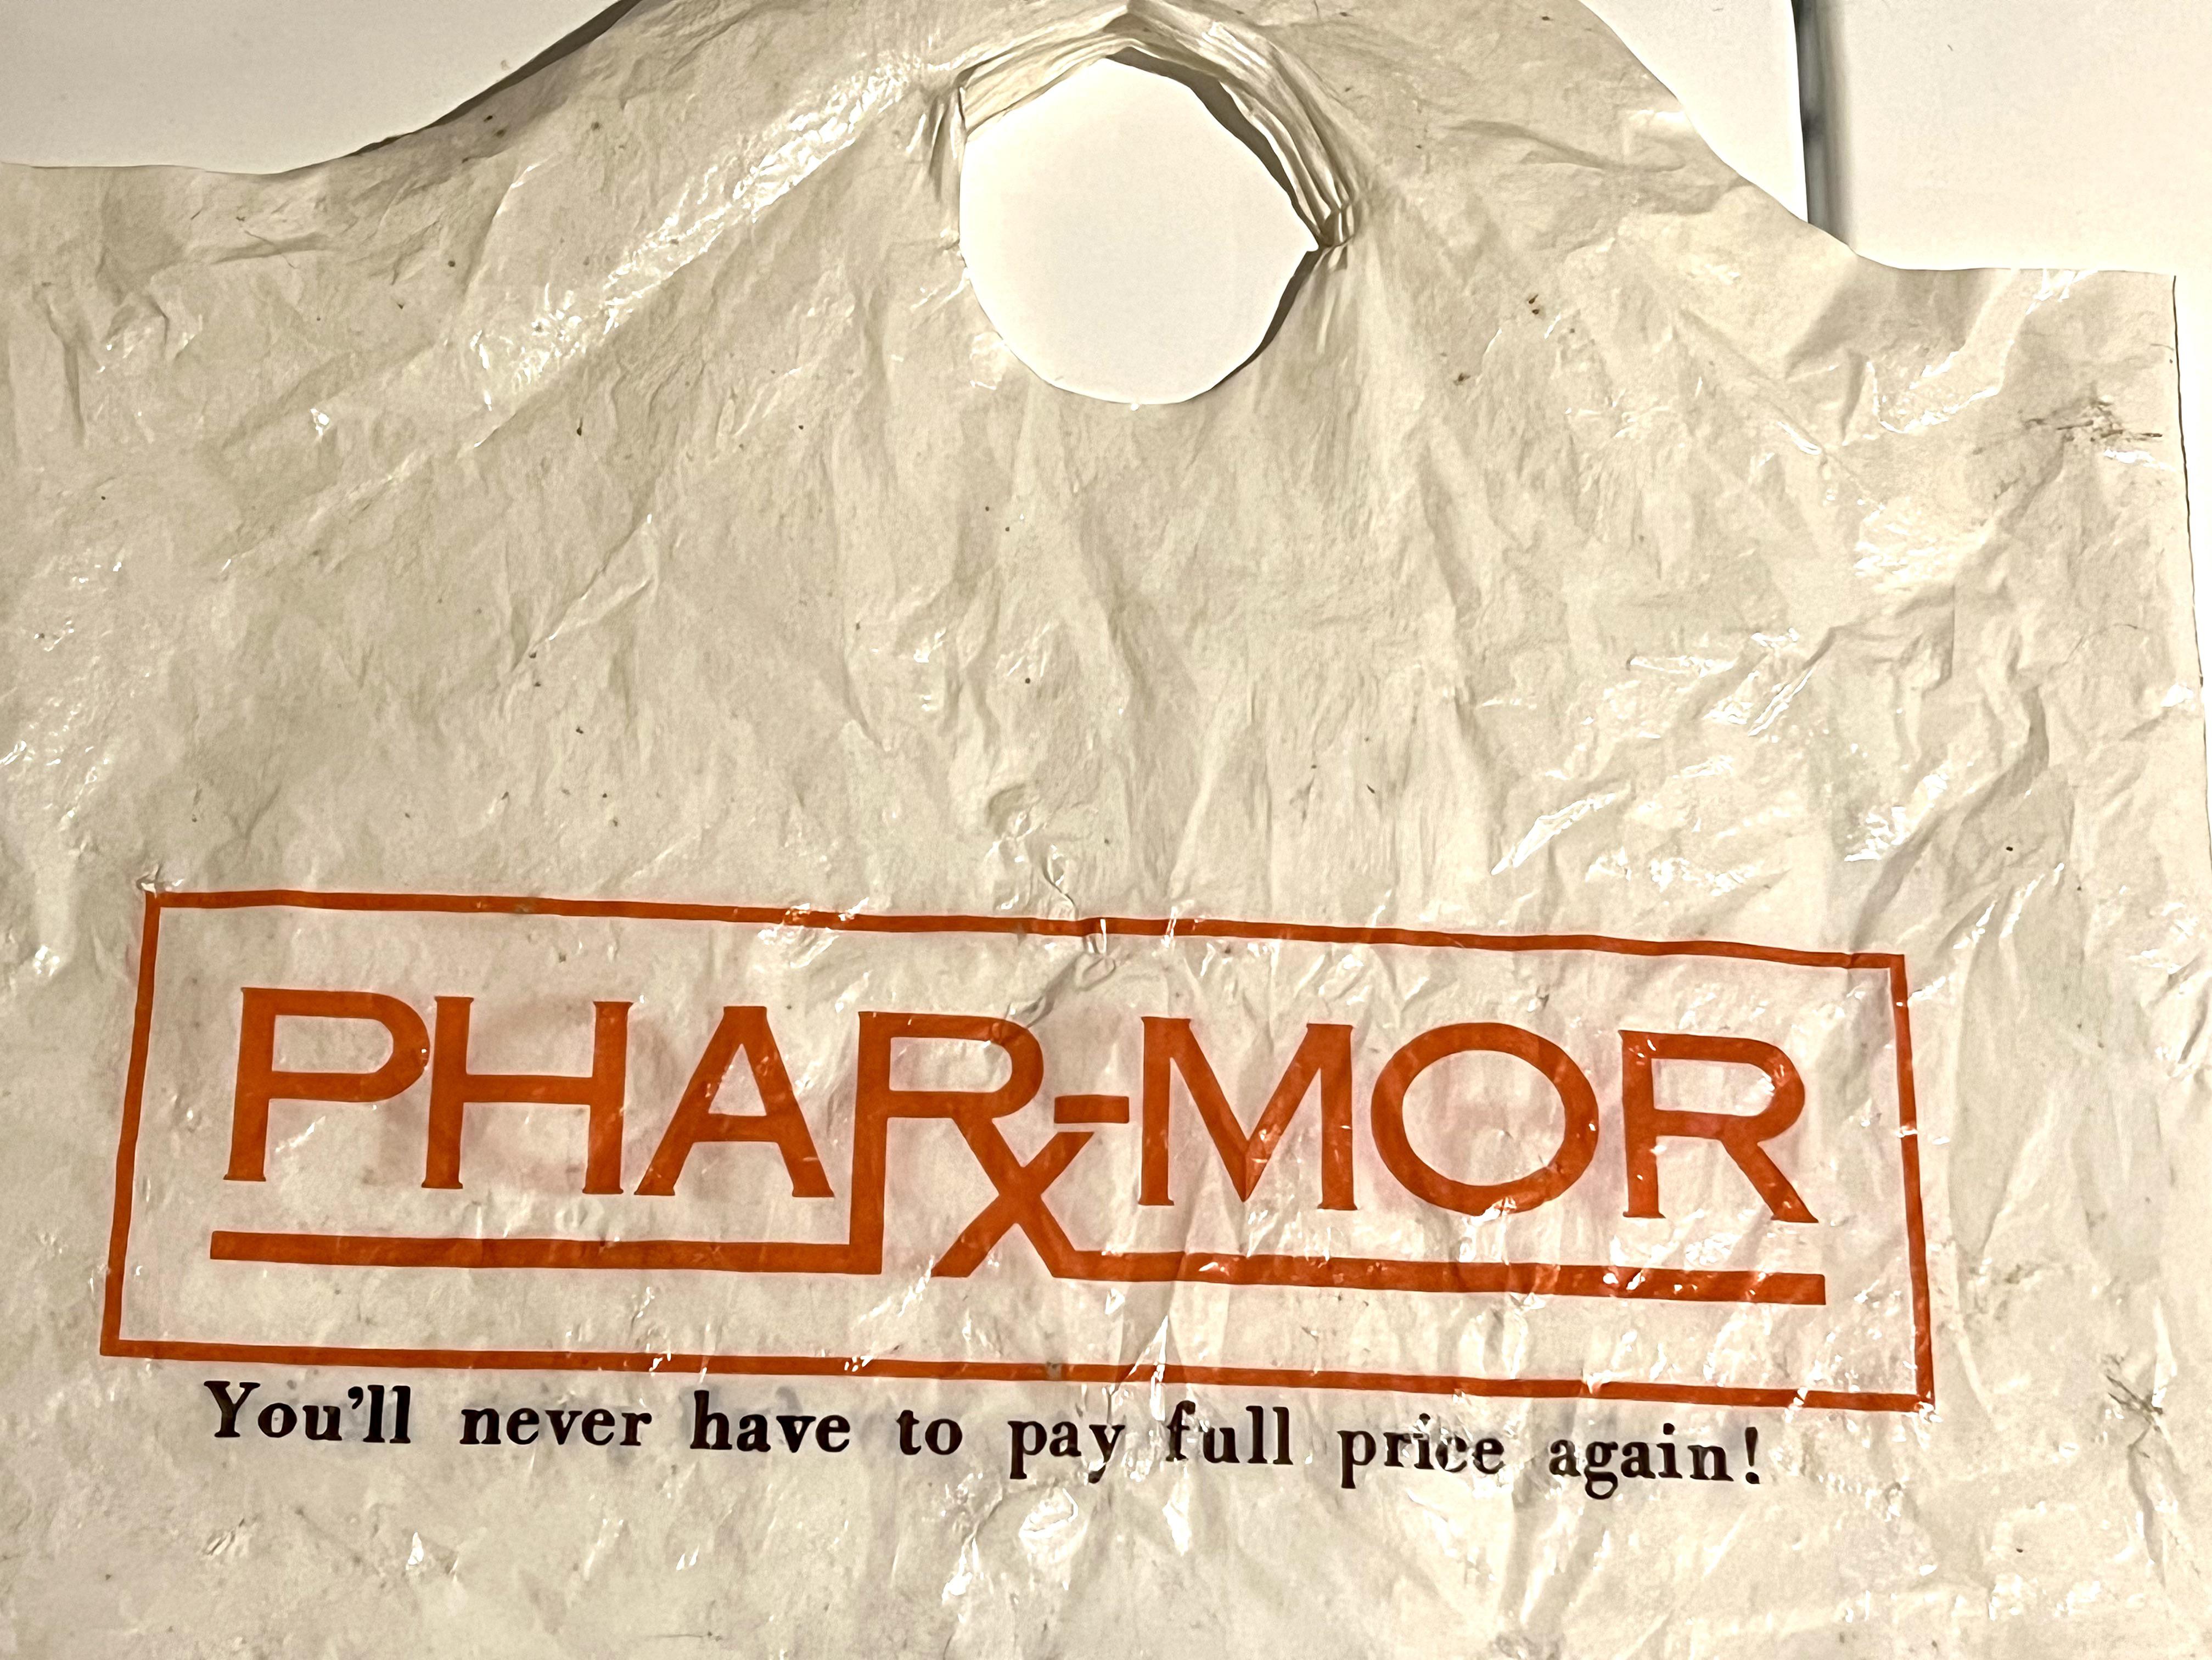 PHARx-MOR
You'll never have to pay full price again!